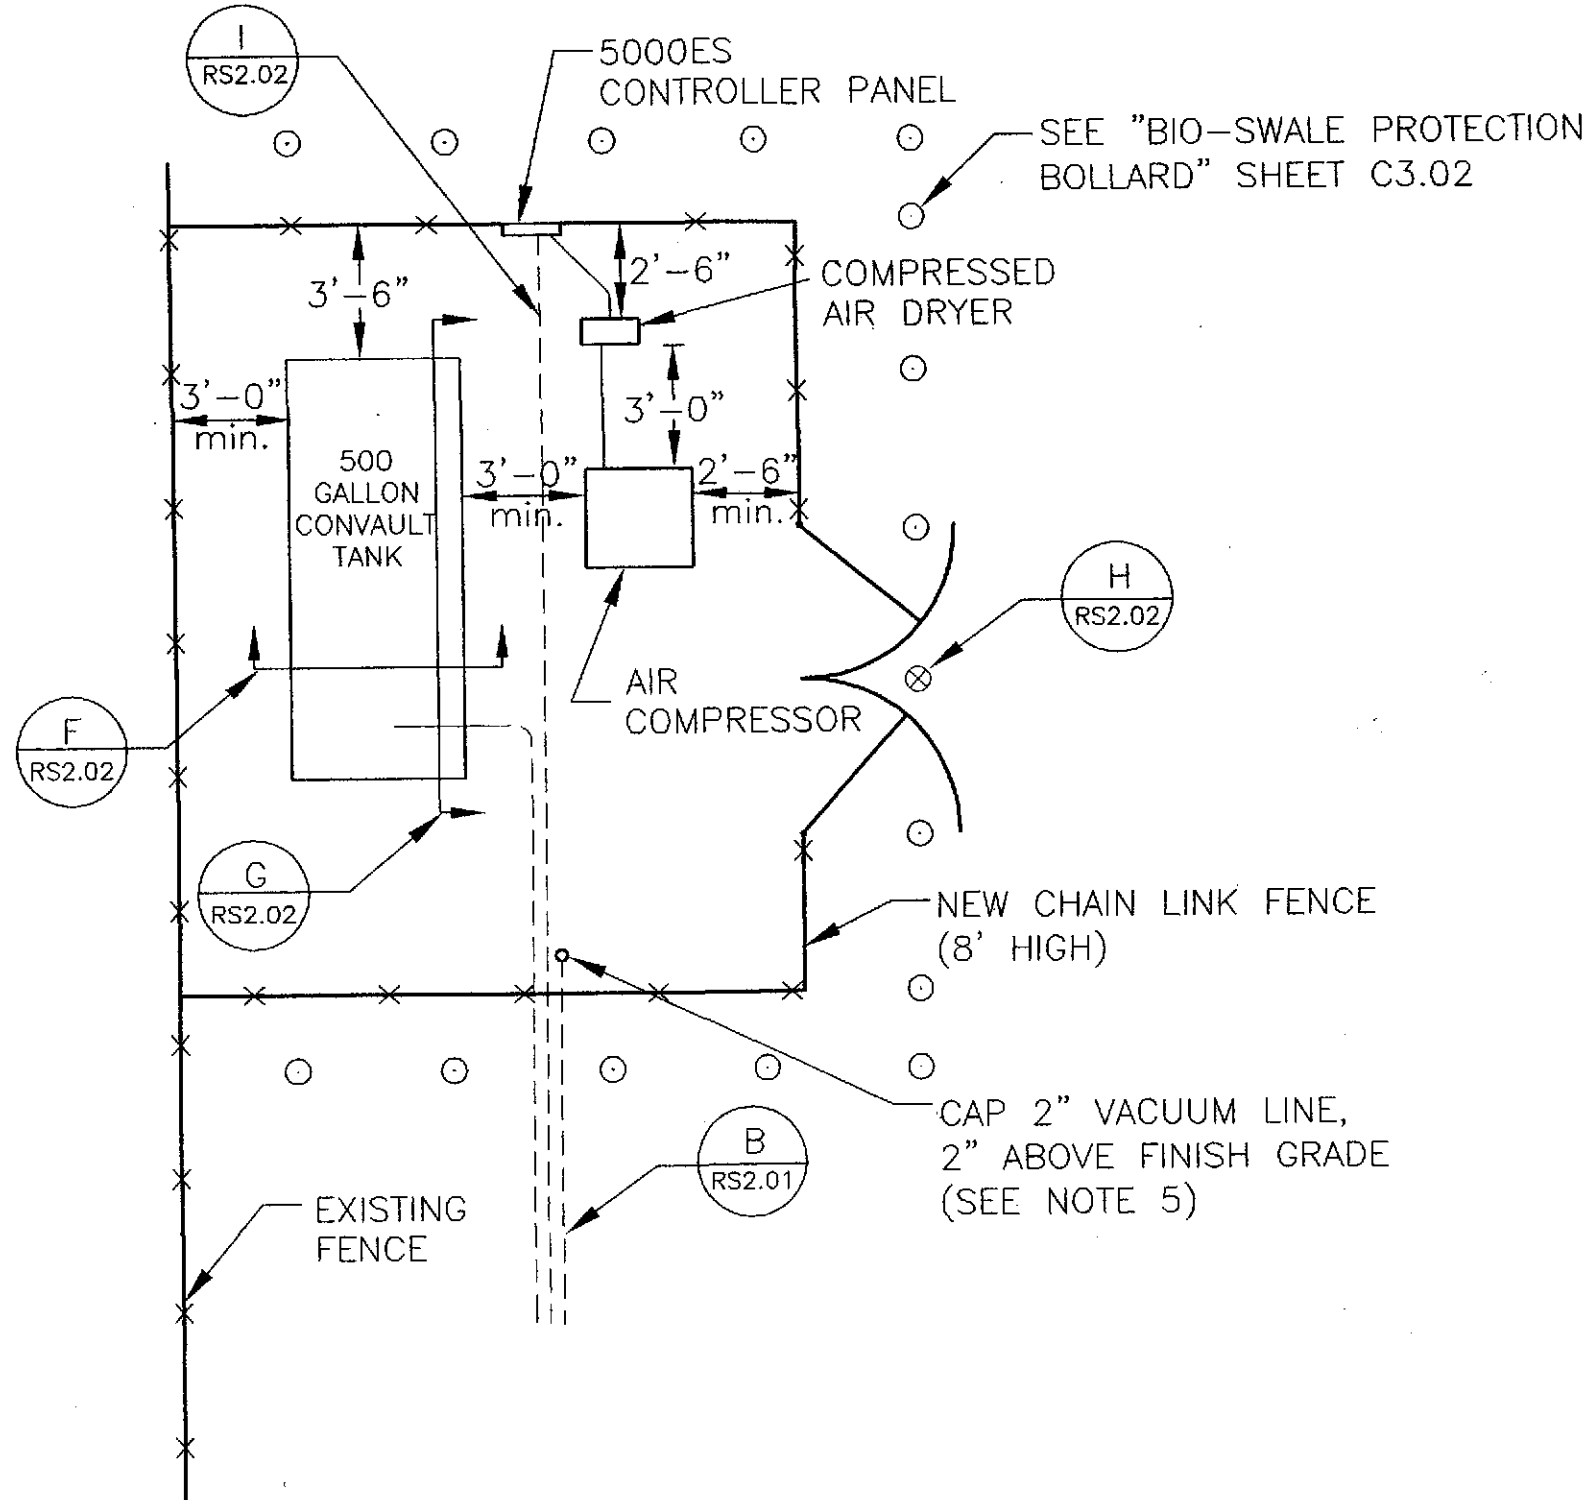 I
RS2.02
5000ES
CONTROLLER PANEL
SEE "BIO-SWALE PROTECTION
BOLLARD" SHEET C3.02
3'-6"
2'-6"
COMPRESSED
AIR DRYER
3'-0"
min.
500
GALLON
CONVAULT
TANK
3'-0"
min.
3'-0"
2'-6"
min.
H
RS2.02
AIR
COMPRESSOR
F
RS2.02
G
RS2.02
NEW CHAIN LINK FENCE
(8' HIGH)
CAP 2" VACUUM LINE,
2" ABOVE FINISH GRADE
(SEE NOTE 5)
B
RS2.01
EXISTING
FENCE